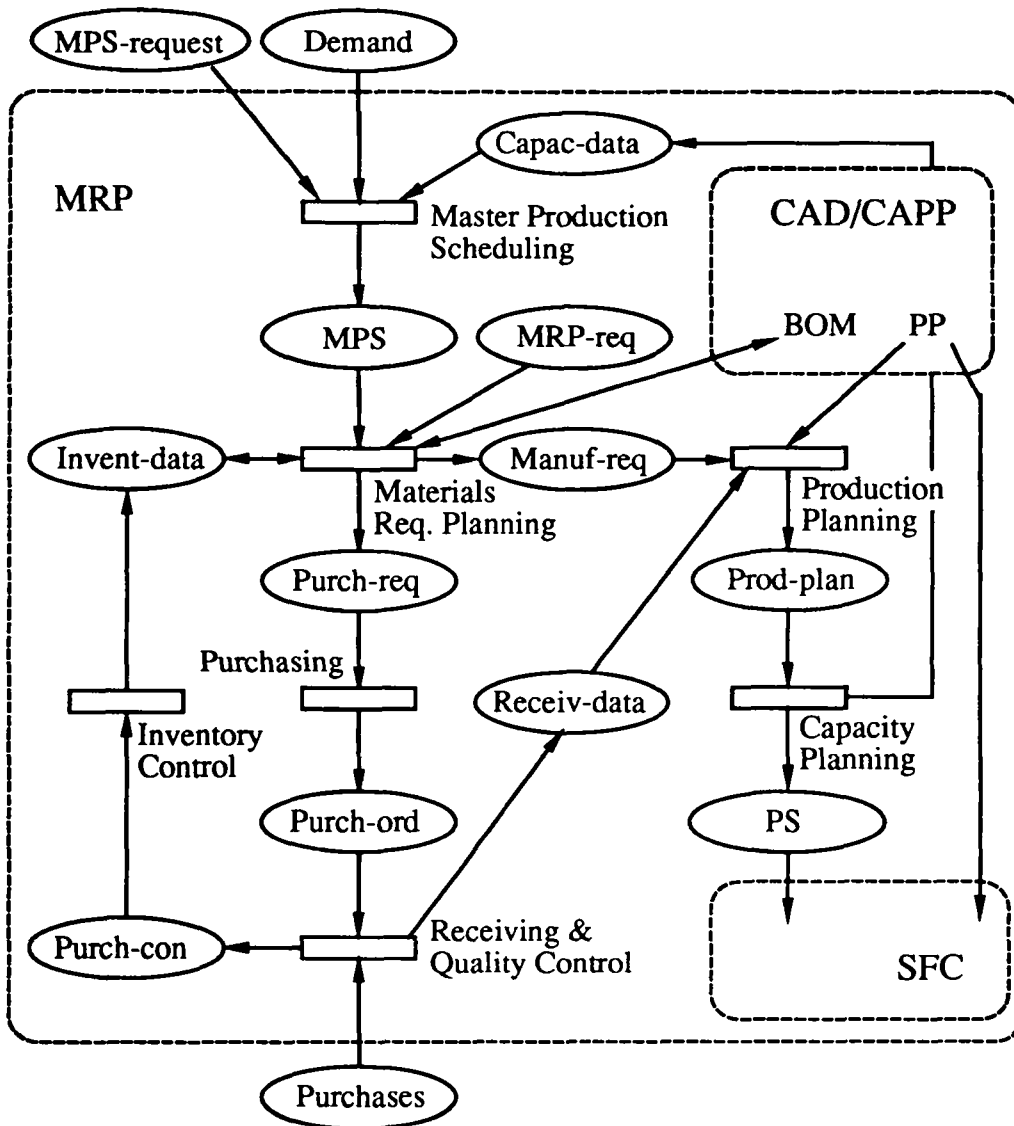 MPS-request
Demand
Capac-data
MRP
CAD/CAPP
Master Production
Scheduling
MPS
MRP-req
BOM
PP
Invent-data
Manuf-req
Materials
Req. Planning
Production
Planning
Purch-req
Prod-plan
Purchasing
Receiv-data
Inventory
Control
Capacity
Planning
Purch-ord
PS
Purch-con
Receiving &
Quality Control
SFC
Purchases